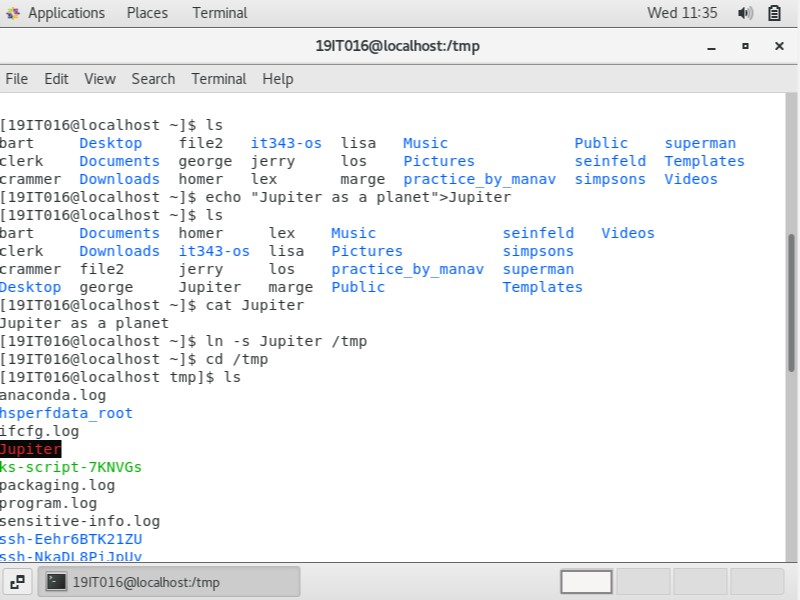 Applications Places Terminal Wed 11:35
19IT016@localhost:/tmp
File Edit View Search Terminal Help
[19IT016@localhost ~]$ ls
bart Desktop file2 it343-os lisa Music Public superman
clerk Documents george jerry los Pictures seinfeld Templates
crammer Downloads homer lex marge practice_by_manav simpsons Videos
[19IT016@localhost ~]$ echo "Jupiter as a planet">Jupiter
[19IT016@localhost ~]$ ls
bart Documents homer lex Music seinfeld Videos
clerk Downloads it343-os lisa Pictures simpsons
crammer file2 jerry los practice_by_manav superman
Desktop george Jupiter marge Public Templates
[19IT016@localhost ~]$ cat Jupiter
Jupiter as a planet
[19IT016@localhost ~]$ ln -s Jupiter /tmp
[19IT016@localhost ~]$ cd /tmp
[19IT016@localhost tmp]$ ls
anaconda.log
hsperfdata_root
ifcfg.log
Jupiter
ks-script-7KNVGs
packaging.log
program.log
sensitive-info.log
ssh-Eehr6BTK21ZU
ssh-NkaDL8PiJpUv
19IT016@localhost:/tmp